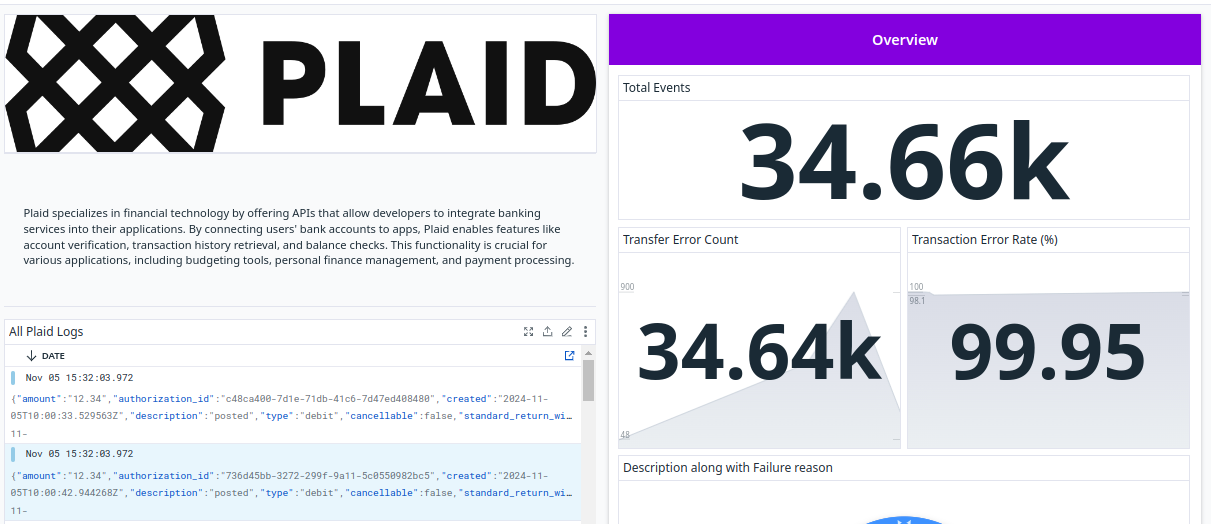 PLAID
Plaid specializes in financial technology by offering APIs that allow developers to integrate banking
services into their applications. By connecting users' bank accounts to apps, Plaid enables features like
account verification, transaction history retrieval, and balance checks. This functionality is crucial for
various applications, including budgeting tools, personal finance management, and payment processing.
All Plaid Logs
DATE
Nov 05 15:32:03.972
{"amount":"12.34","authorization_id":"c48ca400-7d1e-71db-41c6-7d47ed408480","created":"2024-11-
05T10:00:33.529563Z","description":"posted","type":"debit","cancellable":false,"standard_return_wi…
11-
Nov 05 15:32:03.972
{"amount":"12.34","authorization_id":"736d45bb-3272-299f-9a11-5c0550982bc5","created":"2024-11-
05T10:00:42.944268Z","description":"posted","type":"debit","cancellable":false,"standard_return_wi…
11-
Overview
Total Events
34.66k
Transfer Error Count
900
34.64k
48
Transaction Error Rate (%)
100
98.1
99.95
Description along with Failure reason